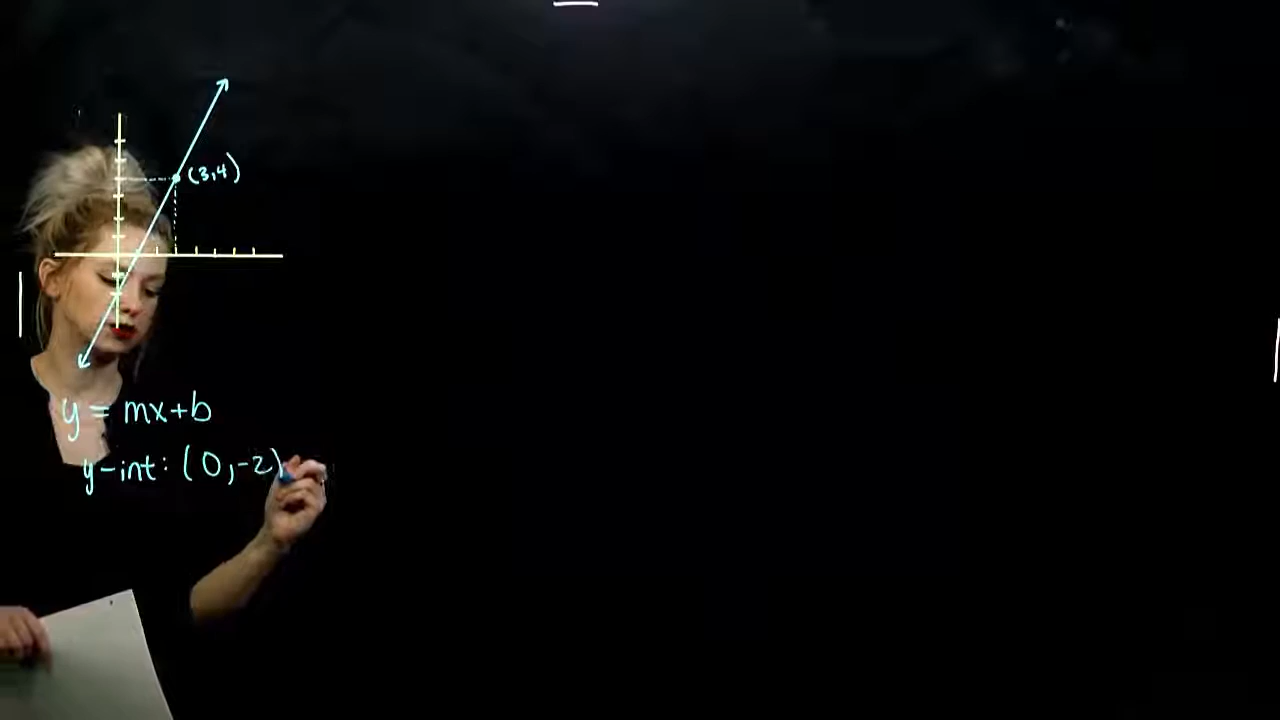 (3,4)
y = mx+b
y-int: (0,-2)